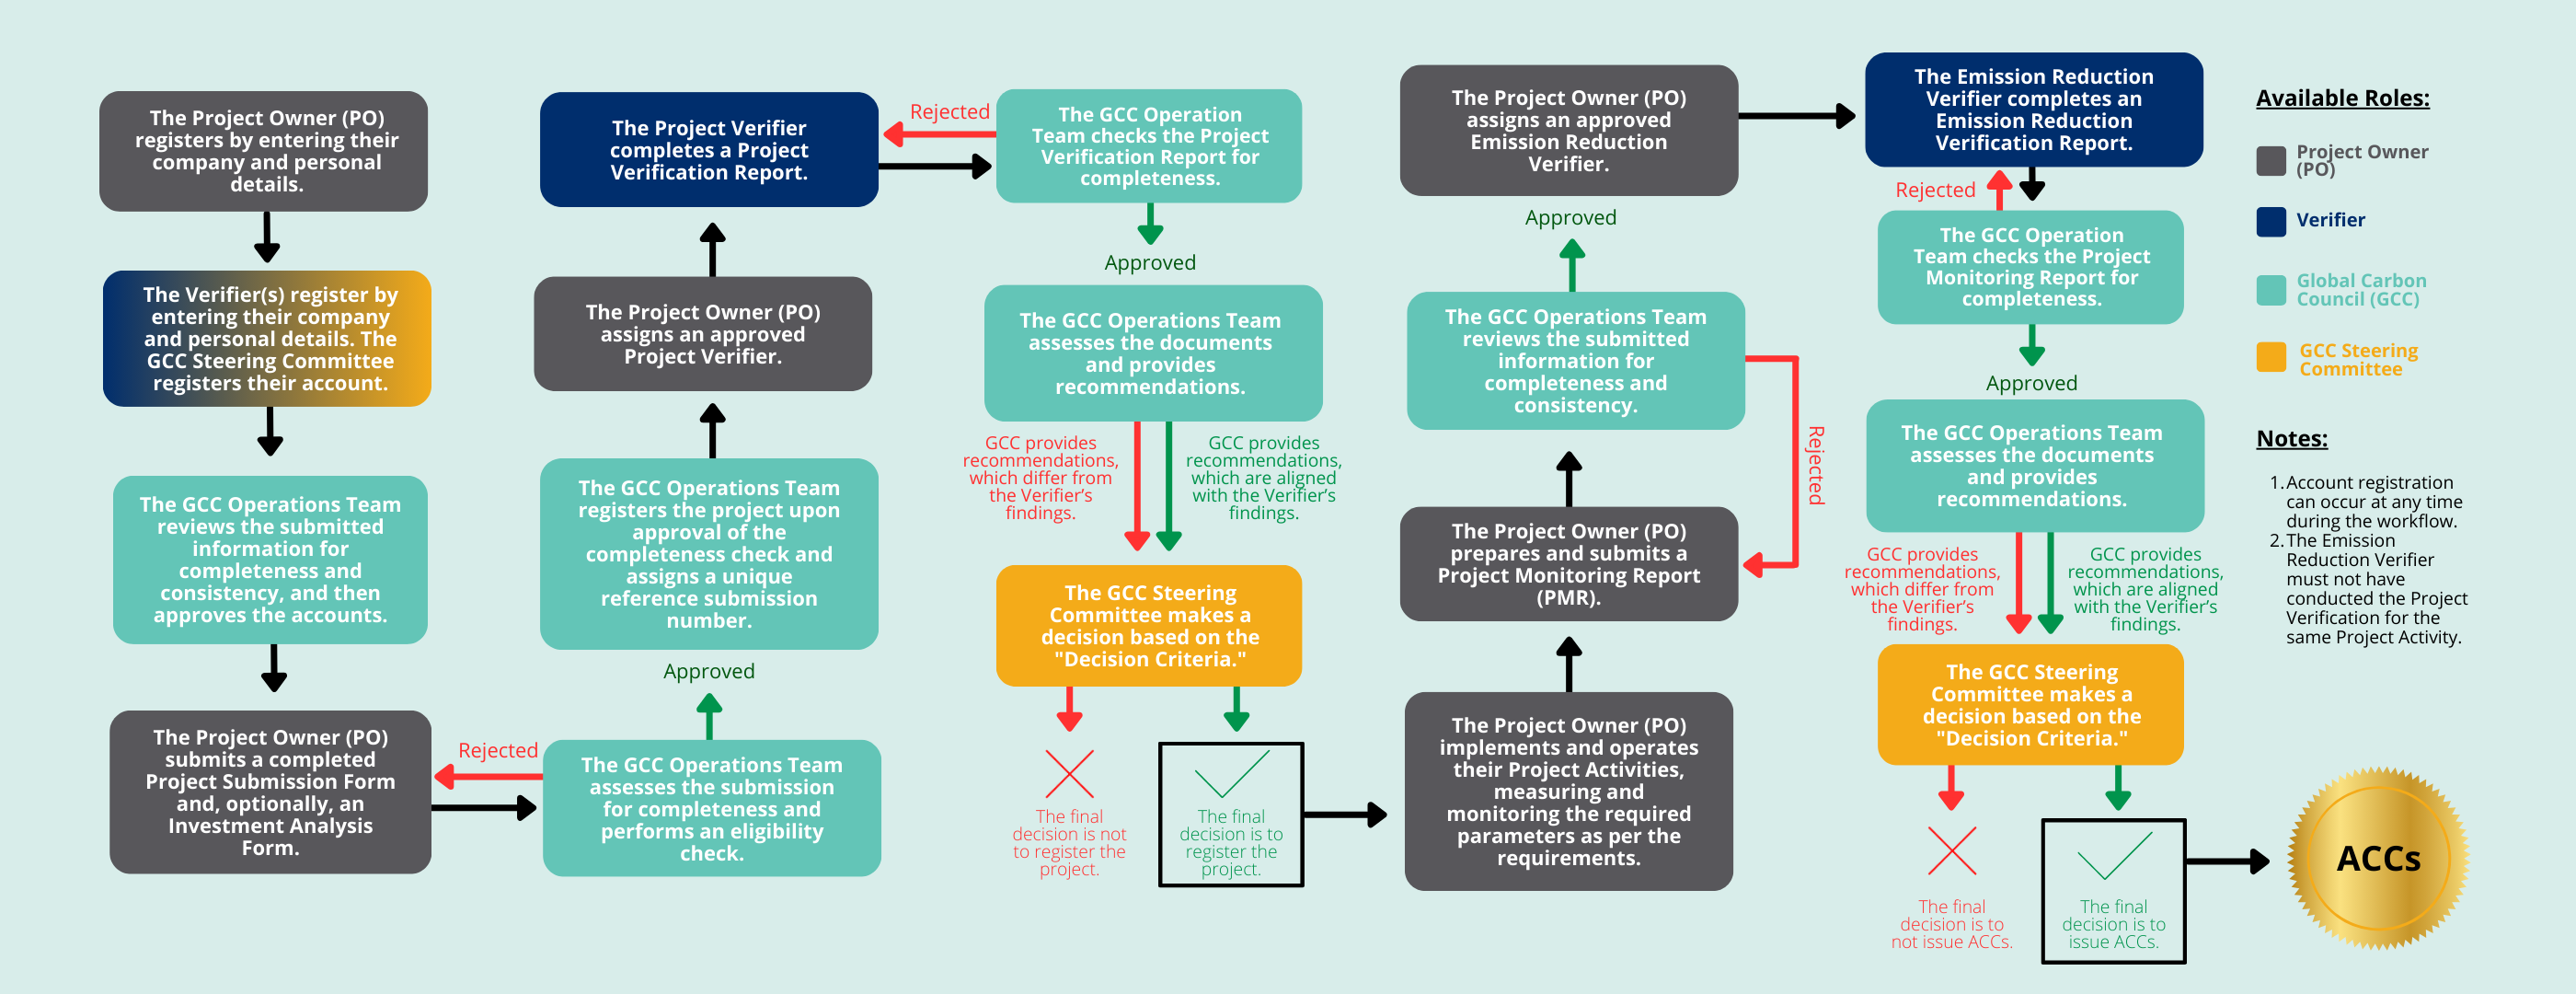 The Project Owner (PO)
registers by entering their
company and personal
details.
The Verifier(s) register by
entering their company
and personal details. The
GCC Steering Committee
registers their account.
The GCC Operations Team
reviews the submitted
information for
completeness and
consistency, and then
approves the accounts.
The Project Owner (PO)
submits a completed
Project Submission Form
and, optionally, an
Investment Analysis
Form.
Rejected
The GCC Operations Team
assesses the submission
for completeness and
performs an eligibility
check.
Approved
The GCC Operations Team
registers the project upon
approval of the
completeness check and
assigns a unique
reference submission
number.
The Project Owner (PO)
assigns an approved
Project Verifier.
The Project Verifier
completes a Project
Verification Report.
Rejected
The GCC Operation
Team checks the Project
Verification Report for
completeness.
Approved
The GCC Operations Team
assesses the documents
and provides
recommendations.
GCC provides
recommendations,
which differ from
the Verifier's
findings.
GCC provides
recommendations,
which are aligned
with the Verifier's
findings.
The GCC Steering
Committee makes a
decision based on the
"Decision Criteria."
The final
decision is not
to register the
project.
The final
decision is to
register the
project.
The Project Owner (PO)
implements and operates
their Project Activities,
measuring and
monitoring the required
parameters as per the
requirements.
The Project Owner (PO)
prepares and submits a
Project Monitoring Report
(PMR).
Rejected
The GCC Operations Team
reviews the submitted
information for
completeness and
consistency.
Approved
The Project Owner (PO)
assigns an approved
Emission Reduction
Verifier.
The Emission Reduction
Verifier completes an
Emission Reduction
Verification Report.
Rejected
The GCC Operation
Team checks the Project
Monitoring Report for
completeness.
Approved
The GCC Operations Team
assesses the documents
and provides
recommendations.
GCC provides
recommendations,
which differ from
the Verifier's
findings.
GCC provides
recommendations,
which are aligned
with the Verifier's
findings.
The GCC Steering
Committee makes a
decision based on the
"Decision Criteria."
The final
decision is to
not issue ACCs.
The final
decision is to
issue ACCs.
ACCs
Available Roles:
Project Owner
(PO)
Verifier
Global Carbon
Council (GCC)
GCC Steering
Committee
Notes:
1. Account registration
can occur at any time
during the workflow.
2. The Emission
Reduction Verifier
must not have
conducted the Project
Verification for the
same Project Activity.